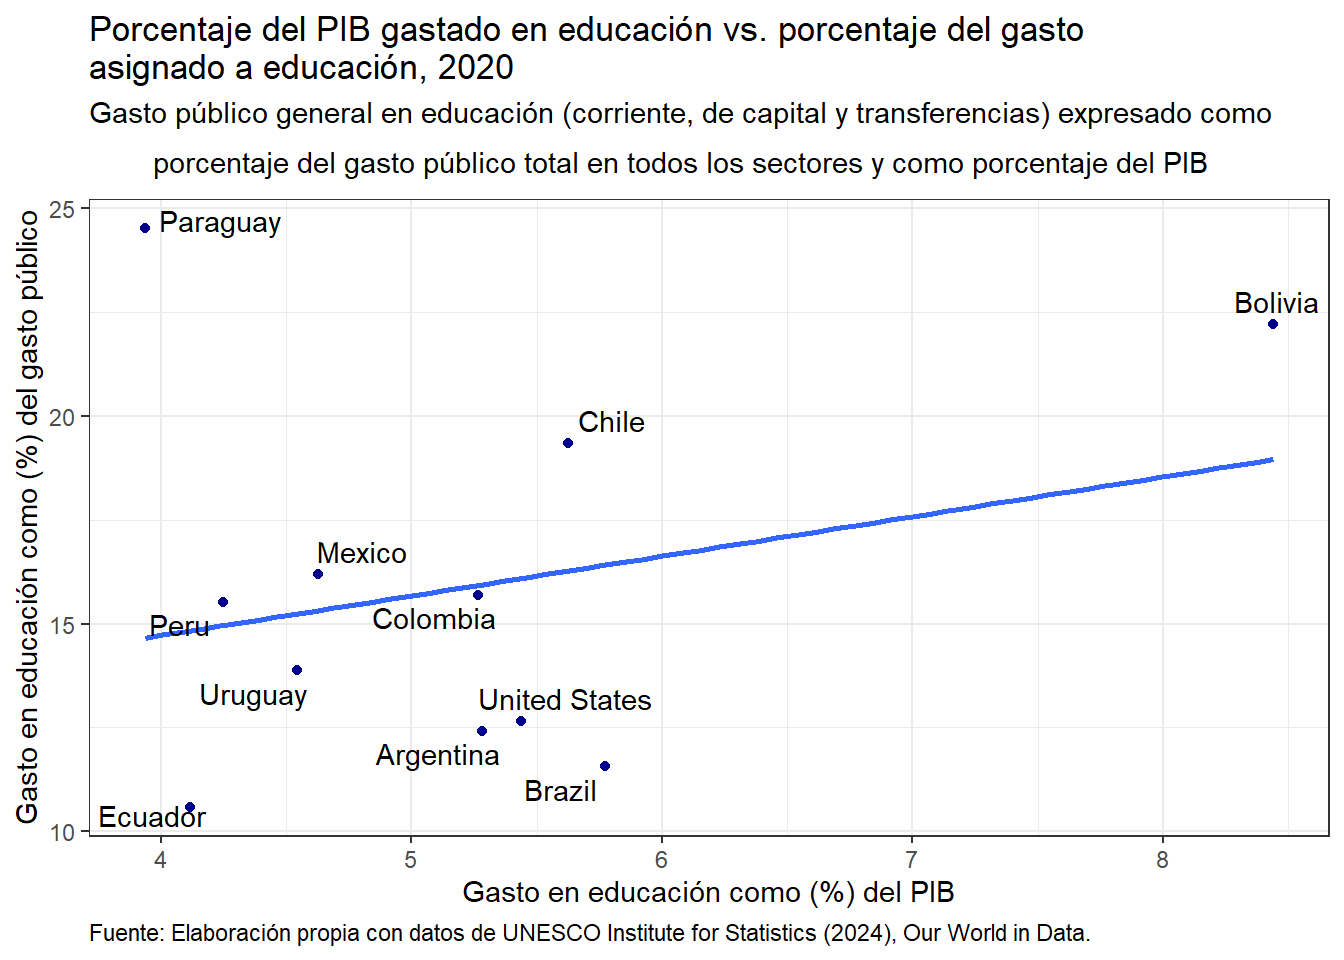 Porcentaje del PIB gastado en educación vs. porcentaje del gasto
asignado a educación, 2020
Gasto público general en educación (corriente, de capital y transferencias) expresado como
porcentaje del gasto público total en todos los sectores y como porcentaje del PIB
Gasto en educación como (%) del gasto público
25
20
15
10
Paraguay
Bolivia
Chile
Mexico
Peru
Colombia
Uruguay
United States
Argentina
Brazil
Ecuador
4
5
6
7
8
Gasto en educación como (%) del PIB
Fuente: Elaboración propia con datos de UNESCO Institute for Statistics (2024), Our World in Data.